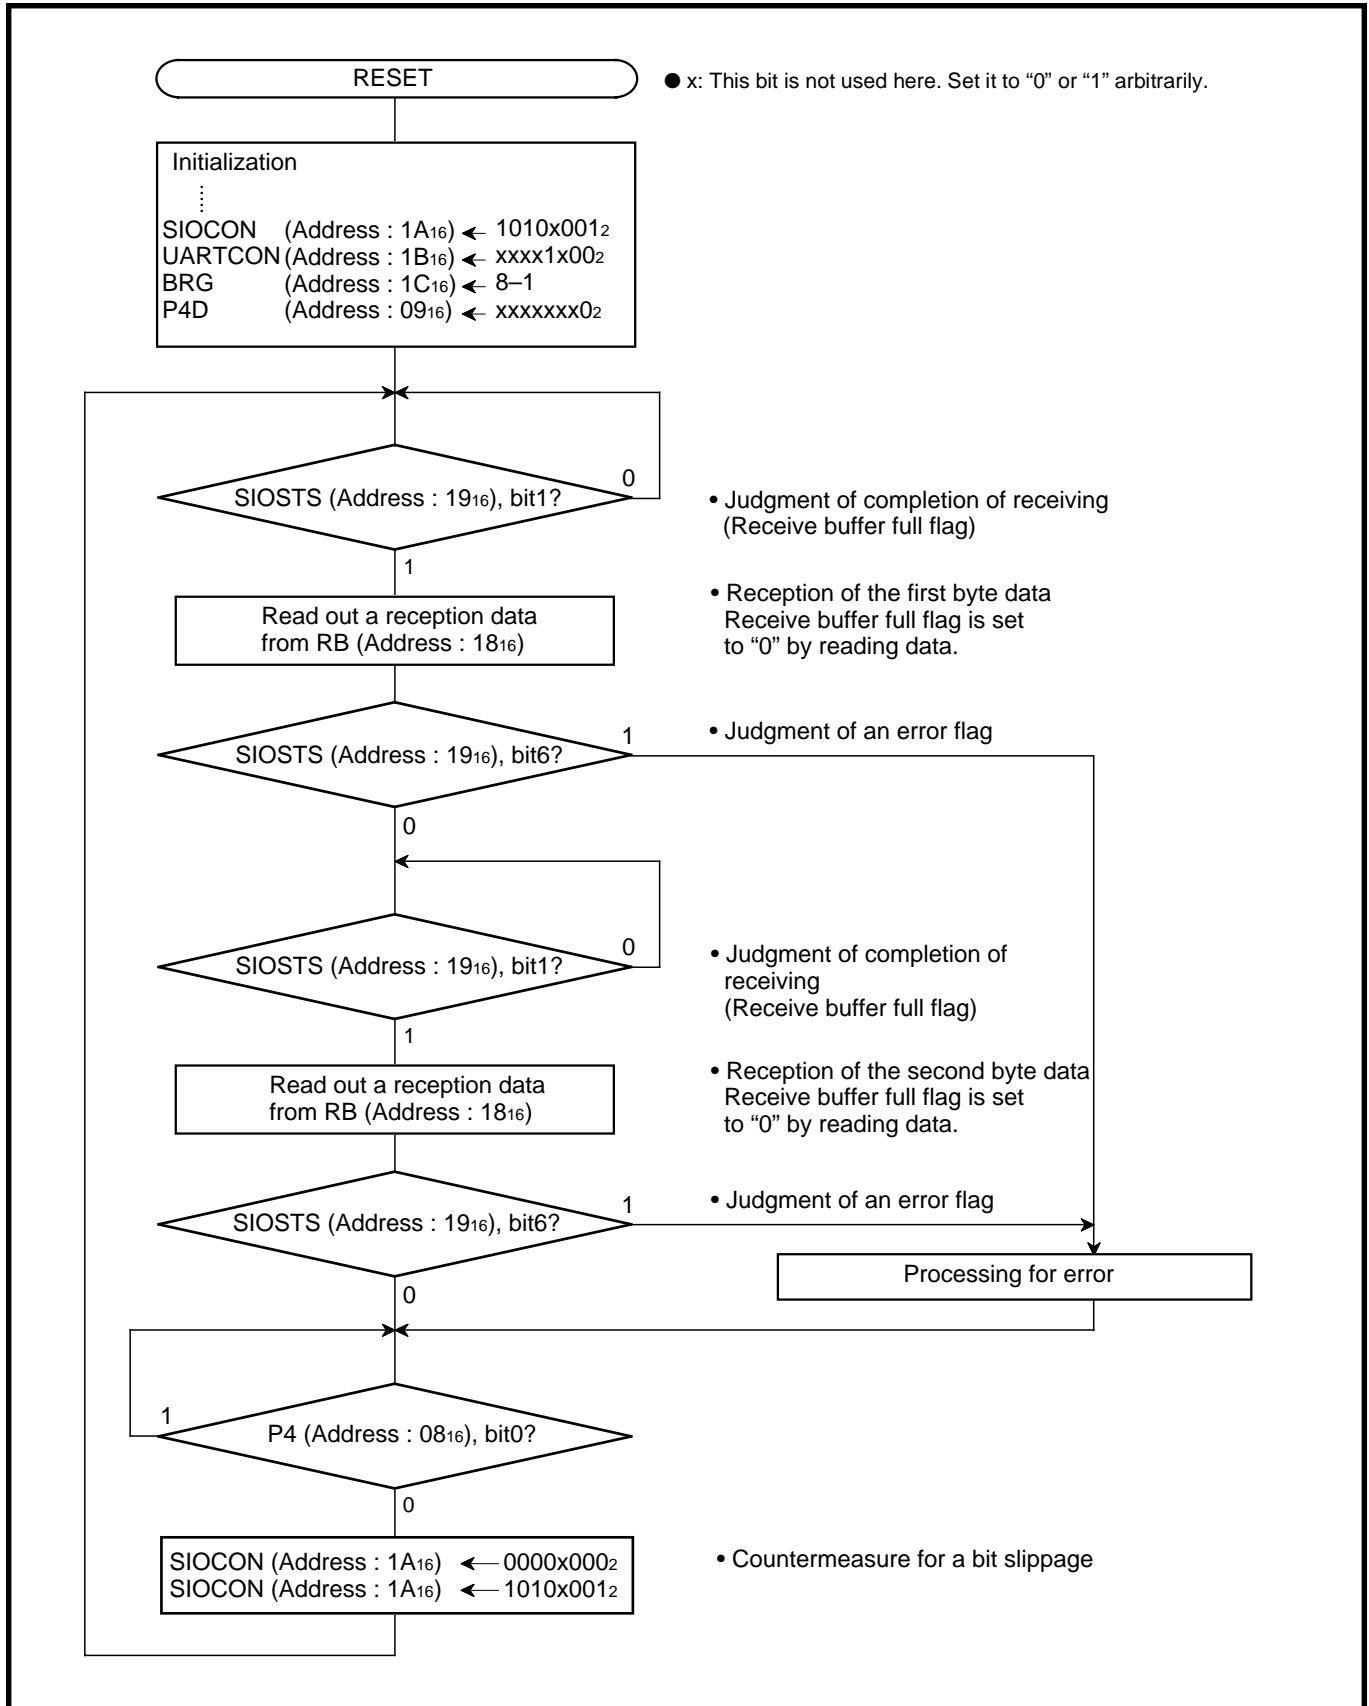 RESET
● x: This bit is not used here. Set it to “0” or “1” arbitrarily.
Initialization
SIOCON (Address : 1A16) ← 1010x0012
UARTCON (Address : 1B16) ← xxxx1x002
BRG (Address : 1C16) ← 8–1
P4D (Address : 0916) ← xxxxxxx02
0
SIOSTS (Address : 1916), bit1?
• Judgment of completion of receiving
(Receive buffer full flag)
1
• Reception of the first byte data
Receive buffer full flag is set
to “0” by reading data.
Read out a reception data
from RB (Address : 1816)
1
• Judgment of an error flag
SIOSTS (Address : 1916), bit6?
0
0
SIOSTS (Address : 1916), bit1?
• Judgment of completion of
receiving
(Receive buffer full flag)
1
• Reception of the second byte data
Receive buffer full flag is set
to “0” by reading data.
Read out a reception data
from RB (Address : 1816)
1
• Judgment of an error flag
SIOSTS (Address : 1916), bit6?
Processing for error
0
1
P4 (Address : 0816), bit0?
0
SIOCON (Address : 1A16) ← 0000x0002
SIOCON (Address : 1A16) ← 1010x0012
• Countermeasure for a bit slippage